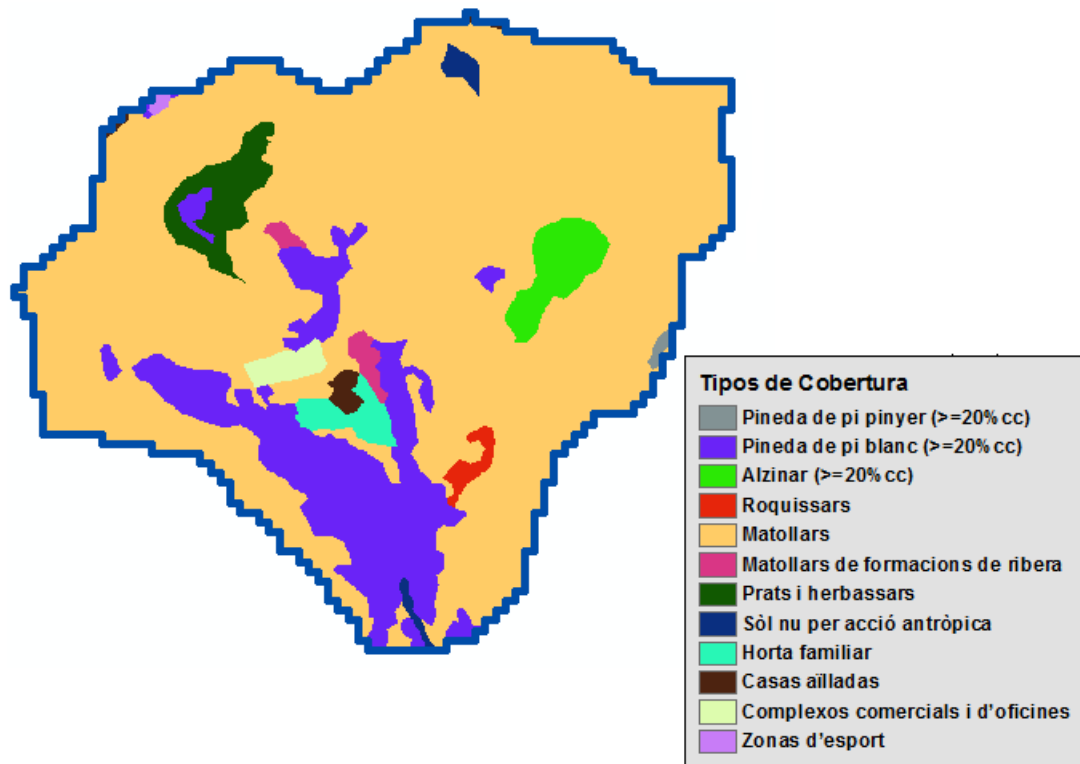 Tipos de Cobertura
Pineda de pi pinyer (>=20% cc)
Pineda de pi blanc (>=20% cc)
Alzinar (>=20% cc)
Roquissars
Matollars
Matollars de formacions de ribera
Prats i herbassars
Sòl nu per acció antròpica
Horta familiar
Casas aïlladas
Complexos comercials i d'oficines
Zonas d'esport